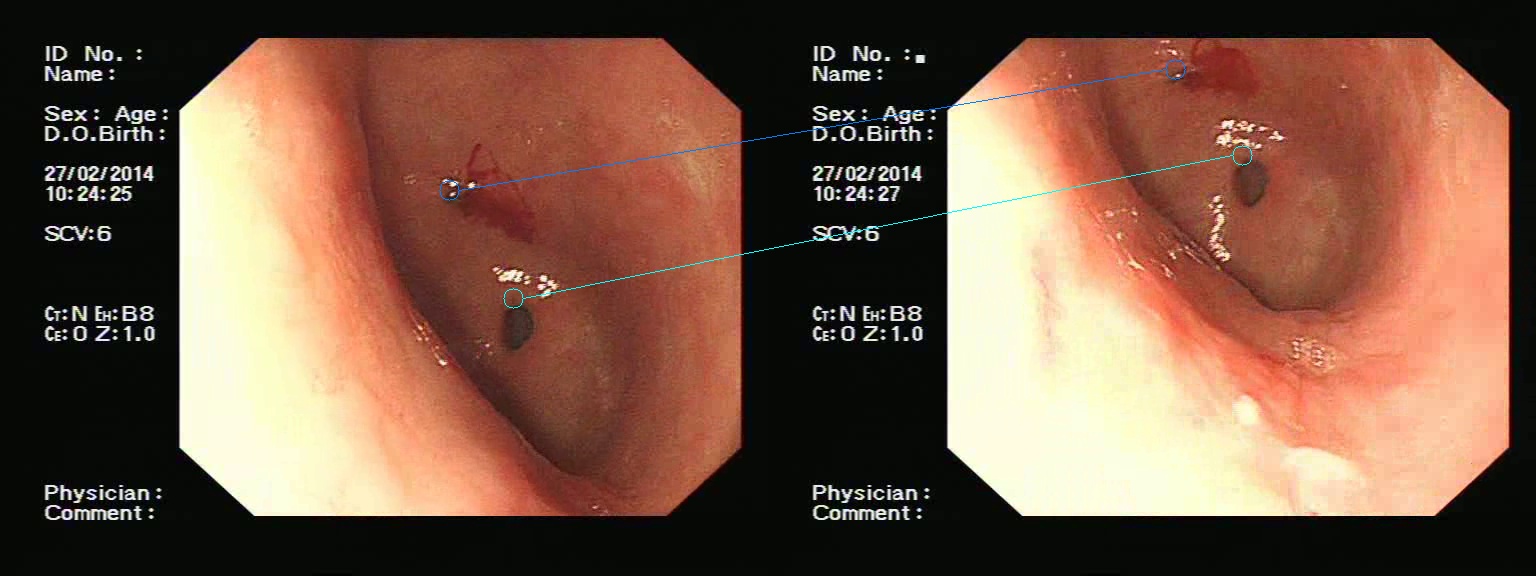 ID No. :
Name:
Sex: Age:
D.O.Birth:
27/02/2014
10:24:25
SCV:6
CT:N EH:B8
CE:0 Z:1.0
Physician:
Comment:
ID No. :
Name:
Sex: Age:
D.O.Birth:
27/02/2014
10:24:27
SCV:6
CT:N EH:B8
CE:0 Z:1.0
Physician:
Comment: